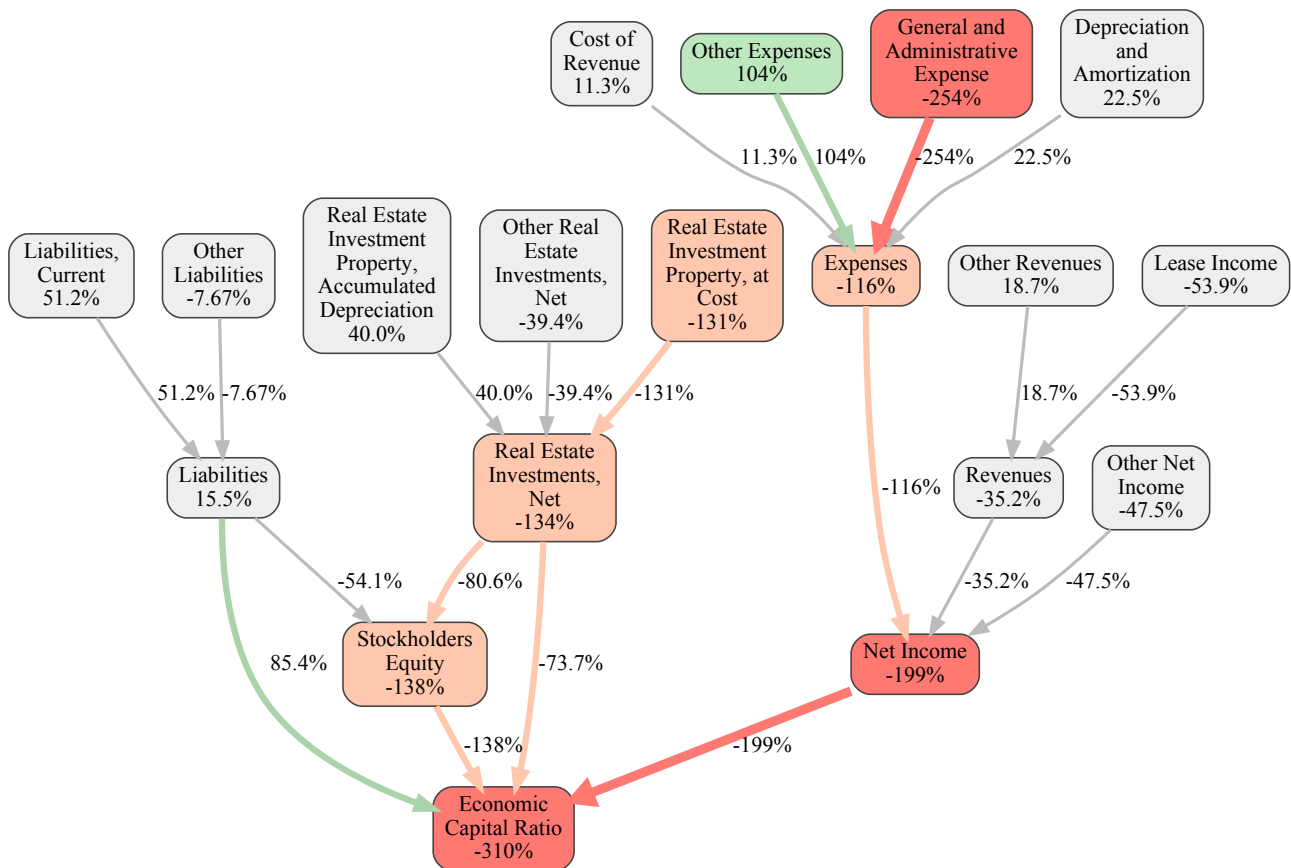 Cost of
Revenue
11.3%
Other Expenses
104%
General and
Administrative
Expense
-254%
Depreciation
and
Amortization
22.5%
11.3%
104%
-254%
22.5%
Liabilities,
Current
51.2%
Other
Liabilities
-7.67%
Real Estate
Investment
Property,
Accumulated
Depreciation
40.0%
Other Real
Estate
Investments,
Net
-39.4%
Real Estate
Investment
Property, at
Cost
-131%
Expenses
-116%
Other Revenues
18.7%
Lease Income
-53.9%
51.2%
-7.67%
40.0%
-39.4%
-131%
18.7%
-53.9%
Liabilities
15.5%
Real Estate
Investments,
Net
-134%
-116%
Revenues
-35.2%
Other Net
Income
-47.5%
-54.1%
-80.6%
-35.2%
-47.5%
85.4%
Stockholders
Equity
-138%
-73.7%
Net Income
-199%
-138%
-199%
Economic
Capital Ratio
-310%